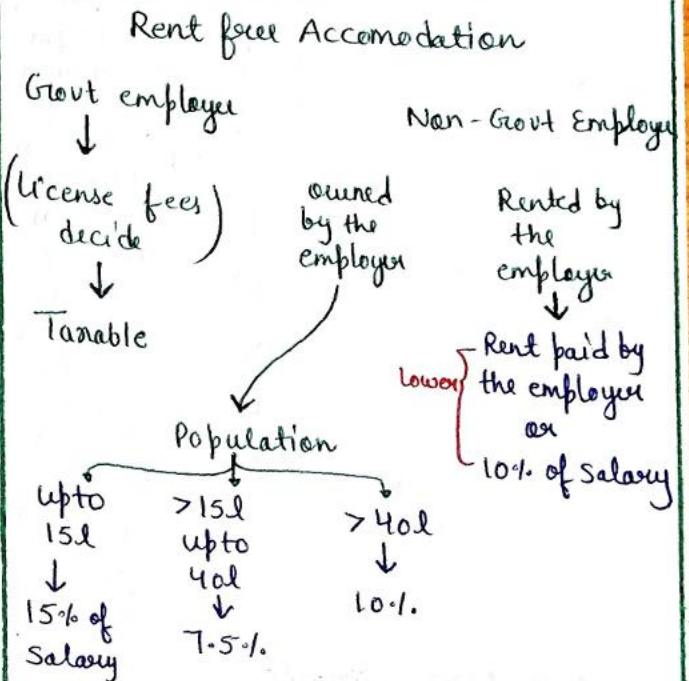 Rent free Accomodation
Govt employer
Non-Govt Employer
(License fees
decide)
Taxable
owned
by the
employer
Rented by
the
employer
Lower
Rent paid by
the employer
or
10% of Salary
Population
upto
15l
15% of
Salary
>15l
upto
40l
7.5%.
>40l
10%.